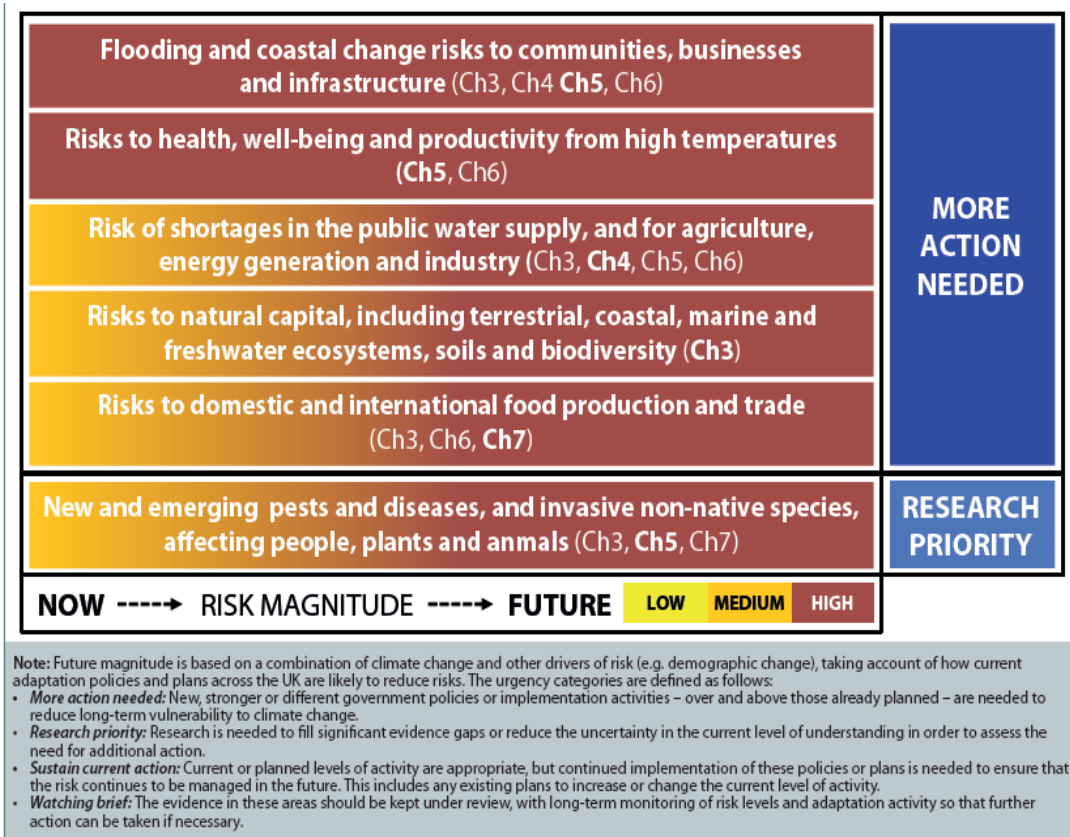 Flooding and coastal change risks to communities, businesses
and infrastructure (Ch3, Ch4 Ch5, Ch6)
Risks to health, well-being and productivity from high temperatures
(Ch5, Ch6)
Risk of shortages in the public water supply, and for agriculture,
energy generation and industry (Ch3, Ch4, Ch5, Ch6)
Risks to natural capital, including terrestrial, coastal, marine and
freshwater ecosystems, soils and biodiversity (Ch3)
Risks to domestic and international food production and trade
(Ch3, Ch6, Ch7)
MORE
ACTION
NEEDED
New and emerging pests and diseases, and invasive non-native species,
affecting people, plants and anmals (Ch3, Ch5, Ch7)
RESEARCH
PRIORITY
NOW ----→ RISK MAGNITUDE ----→ FUTURE LOW MEDIUM HIGH
Note: Future magnitude is based on a combination of climate change and other drivers of risk (e.g. demographic change), taking account of how current
adaptation policies and plans across the UK are likely to reduce risks. The urgency categories are defined as follows:
• More action needed: New, stronger or different government policies or implementation activities – over and above those already planned – are needed to
reduce long-term vulnerability to climate change.
• Research priority: Research is needed to fill significant evidence gaps or reduce the uncertainty in the current level of understanding in order to assess the
need for additional action.
• Sustain current action: Current or planned levels of activity are appropriate, but continued implementation of these policies or plans is needed to ensure that
the risk continues to be managed in the future. This includes any existing plans to increase or change the current level of activity.
• Watching brief: The evidence in these areas should be kept under review, with long-term monitoring of risk levels and adaptation activity so that further
action can be taken if necessary.